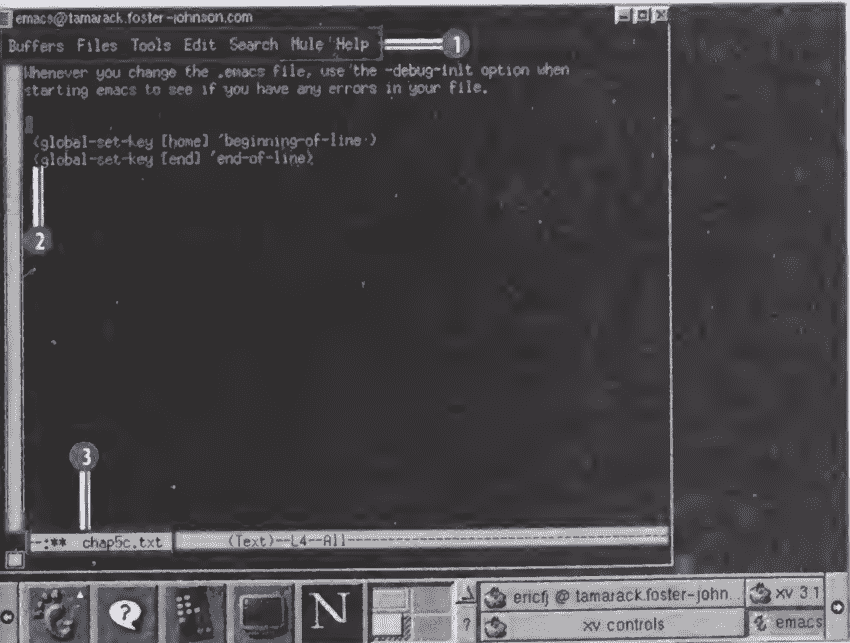 emacs@tamarack.foster-johnson.com
Buffers Files Tools Edit Search Mule Help
1
Whenever you change the .emacs file, use the -debug-init option when
starting emacs to see if you have any errors in your file.
(global-set-key [home] 'beginning-of-line )
(global-set-key [end] 'end-of-line)
2
3
--:** chap5c.txt (Text)--L4--All--------------------------------
? N ? ericfj @ tamarack.foster-john... xv 3.1
xv controls emacs